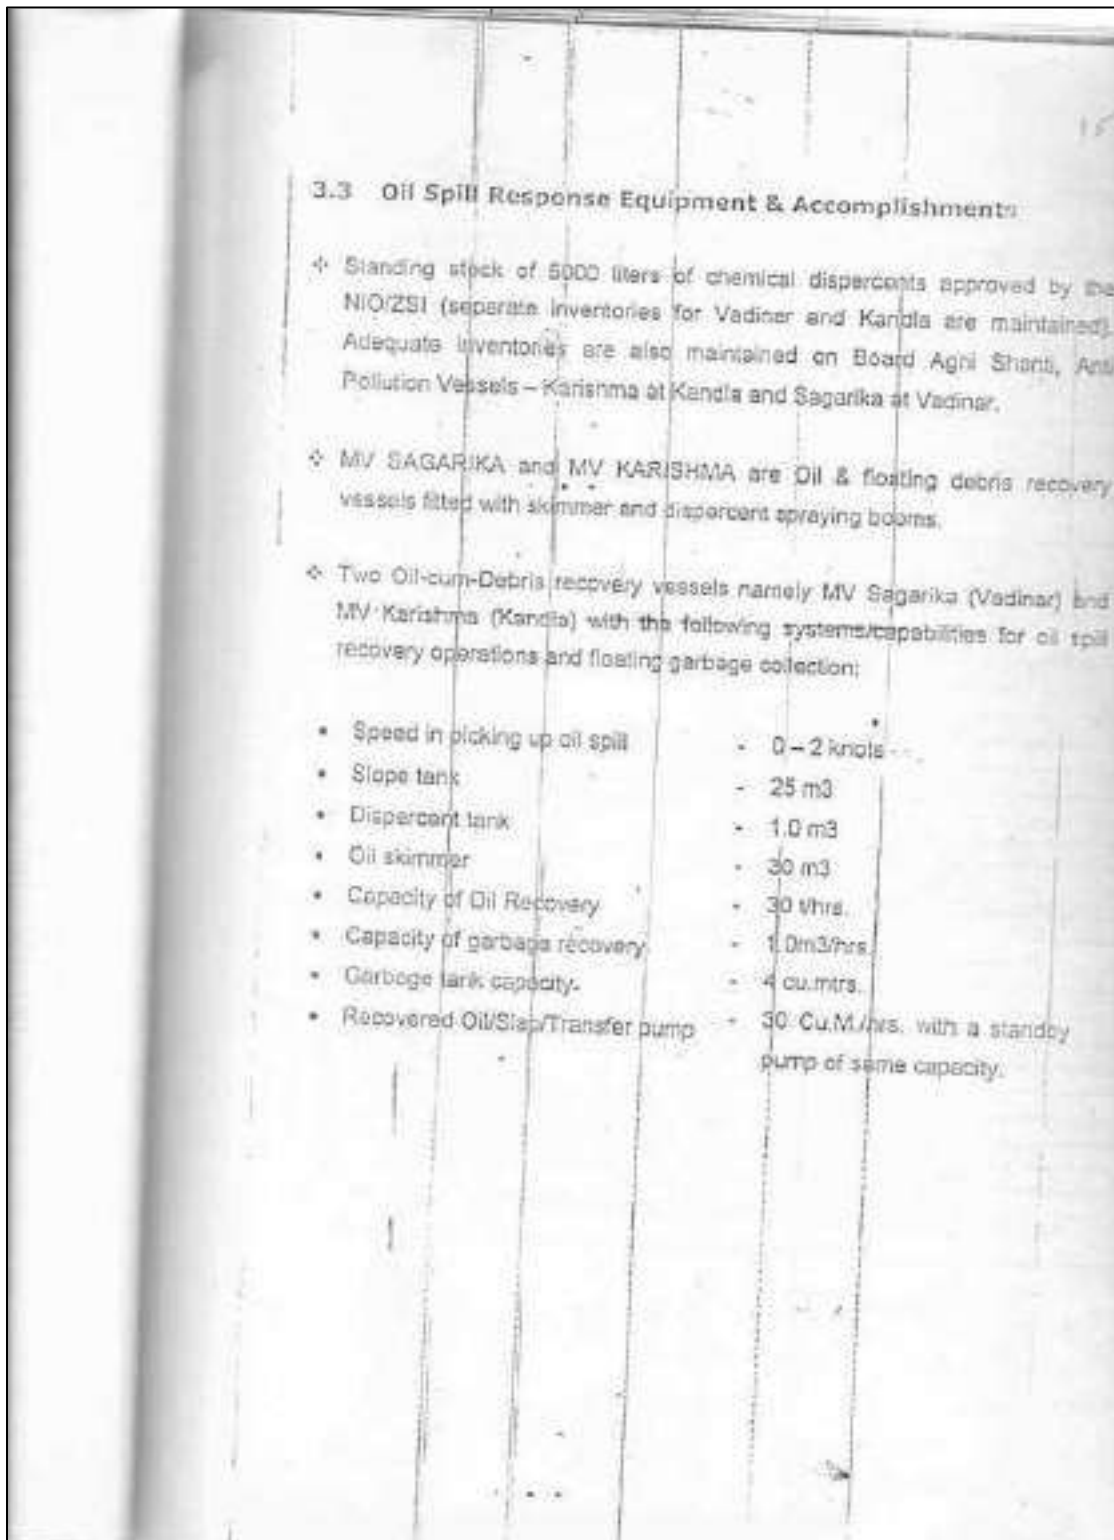 3.3 Oil Spill Response Equipment & Accomplishments
❖ Standing stock of 5000 liters of chemical dispercents approved by the
NIO/ZSI (separate inventories for Vadinar and Kandla are maintained).
Adequate inventories are also maintained on Board Agni Shanti, Anti
Pollution Vessels – Karishma at Kandla and Sagarika at Vadinar.
❖ MV SAGARIKA and MV KARISHMA are Oil & floating debris recovery
vessels fitted with skimmer and dispercent spraying booms.
❖ Two Oil-cum-Debris recovery vessels namely MV Sagarika (Vadinar) and
MV Karishma (Kandla) with the following systems/capabilities for oil spill
recovery operations and floating garbage collection;
• Speed in picking up oil spill - 0 – 2 knots
• Slope tank - 25 m3
• Dispercent tank - 1.0 m3
• Oil skimmer - 30 m3
• Capacity of Oil Recovery - 30 t/hrs.
• Capacity of garbage recovery - 1.0m3/hrs.
• Garbage tank capacity - 4 cu.mtrs.
• Recovered Oil/Slap/Transfer pump - 30 Cu.M./hrs. with a standby
pump of same capacity.